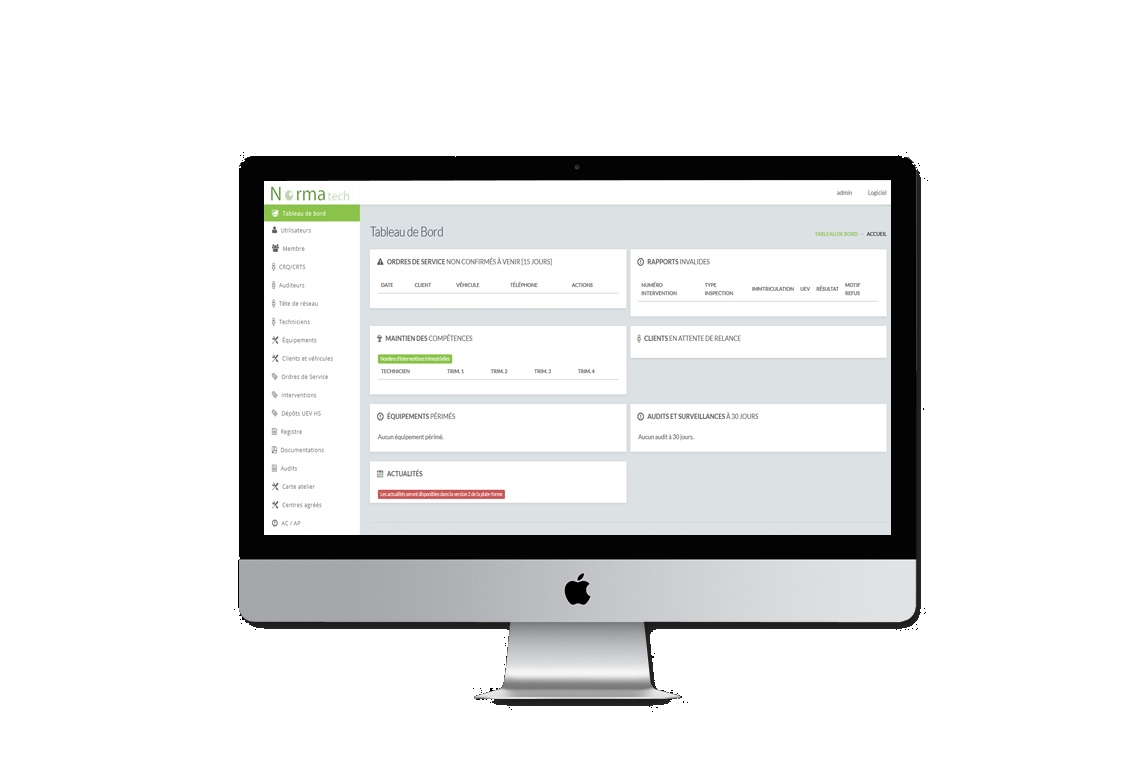 Normatech
admin Logiciel
Tableau de bord
Utilisateurs
Membre
CRQ/CRTS
Auditeurs
Tête de réseau
Techniciens
Équipements
Clients et véhicules
Ordres de Service
Interventions
Dépôts UEV HS
Registre
Documentations
Audits
Carte atelier
Centres agréés
AC / AP
Tableau de Bord
TABLEAU DE BORD - ACCUEIL
ORDRES DE SERVICE NON CONFIRMÉS À VENIR [15 JOURS]
DATE CLIENT VÉHICULE TÉLÉPHONE ACTIONS
RAPPORTS INVALIDES
NUMÉRO INTERVENTION TYPE INSPECTION IMMTRICULATION UEV RÉSULTAT MOTIF REFUS
MAINTIEN DES COMPÉTENCES
Nombre d'interventions trimestrielles
TECHNICIEN TRIM. 1 TRIM. 2 TRIM. 3 TRIM. 4
CLIENTS EN ATTENTE DE RELANCE
ÉQUIPEMENTS PÉRIMÉS
Aucun équipement périmé.
AUDITS ET SURVEILLANCES À 30 JOURS
Aucun audit à 30 jours.
ACTUALITÉS
Les actualités seront disponibles dans la version 2 de la plate-forme